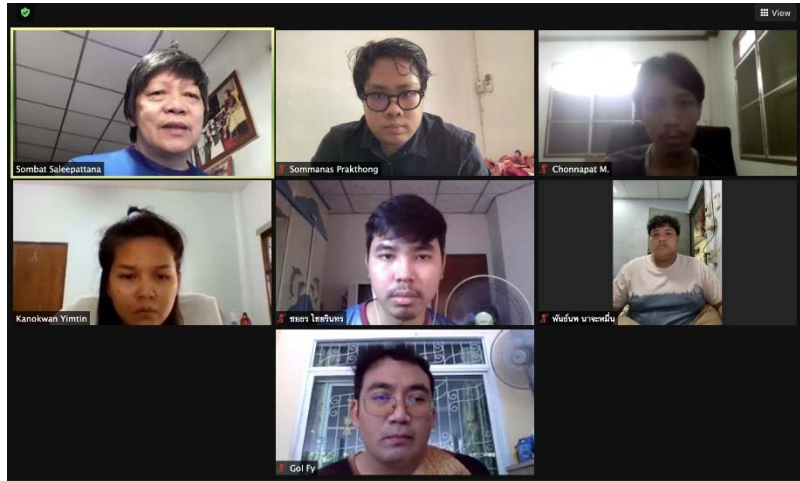 View
Sombat Saleepattana
Sommanas Prakthong
Chonnapat M.
Kanokwan Yimtin
ชยอร ไชยรินทร
พันธ์นพ นาจะหมื่น
Gol Fy